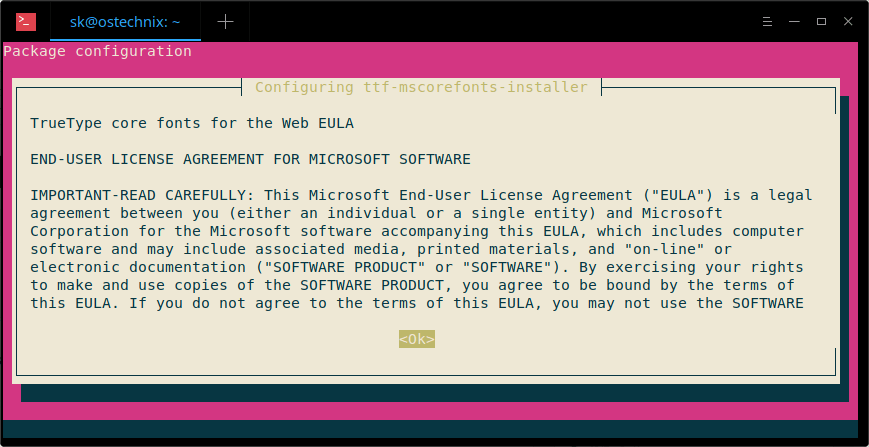 sk@ostechnix: ~
Package configuration
Configuring ttf-mscorefonts-installer
TrueType core fonts for the Web EULA
END-USER LICENSE AGREEMENT FOR MICROSOFT SOFTWARE
IMPORTANT-READ CAREFULLY: This Microsoft End-User License Agreement ("EULA") is a legal
agreement between you (either an individual or a single entity) and Microsoft
Corporation for the Microsoft software accompanying this EULA, which includes computer
software and may include associated media, printed materials, and "on-line" or
electronic documentation ("SOFTWARE PRODUCT" or "SOFTWARE"). By exercising your rights
to make and use copies of the SOFTWARE PRODUCT, you agree to be bound by the terms of
this EULA. If you do not agree to the terms of this EULA, you may not use the SOFTWARE
<Ok>